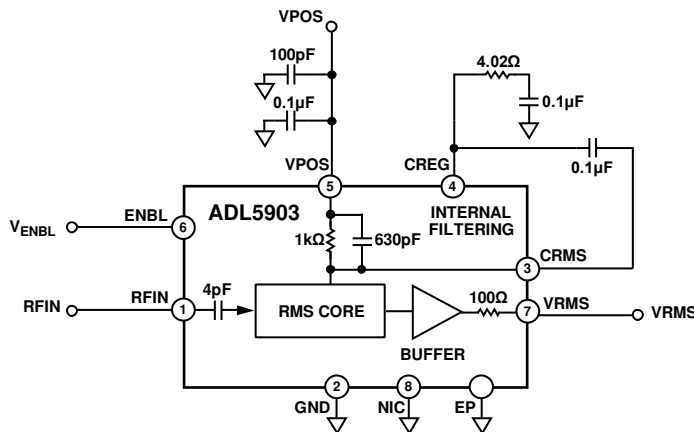 VPOS
100pF
0.1µF
4.02Ω
0.1µF
0.1µF
VPOS
CREG
5
4
ENBL
ADL5903
INTERNAL
FILTERING
VENBL
6
1kΩ
630pF
3
CRMS
RFIN
RFIN
4pF
1
RMS CORE
100Ω
VRMS
7
VRMS
BUFFER
2
8
GND
NIC
EP